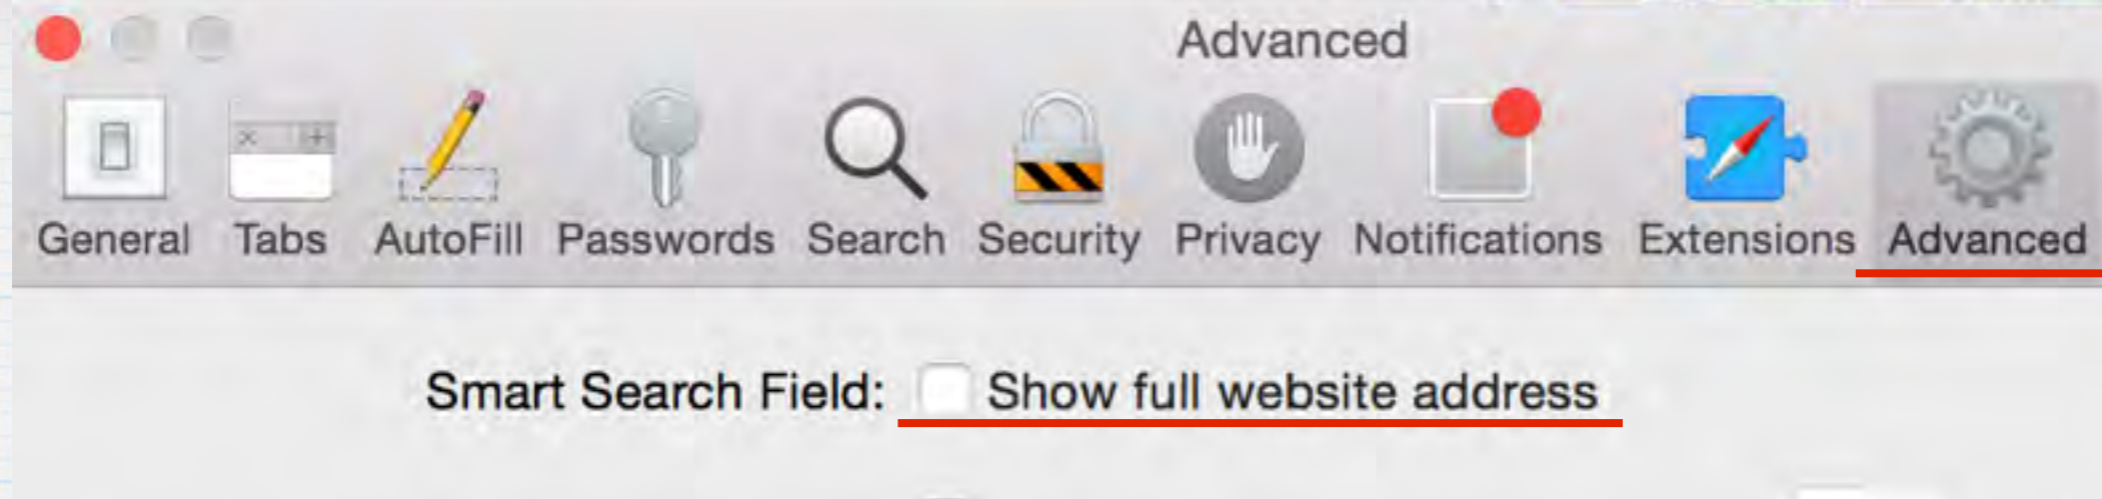 Advanced
General Tabs AutoFill Passwords Search Security Privacy Notifications Extensions Advanced
Smart Search Field: Show full website address